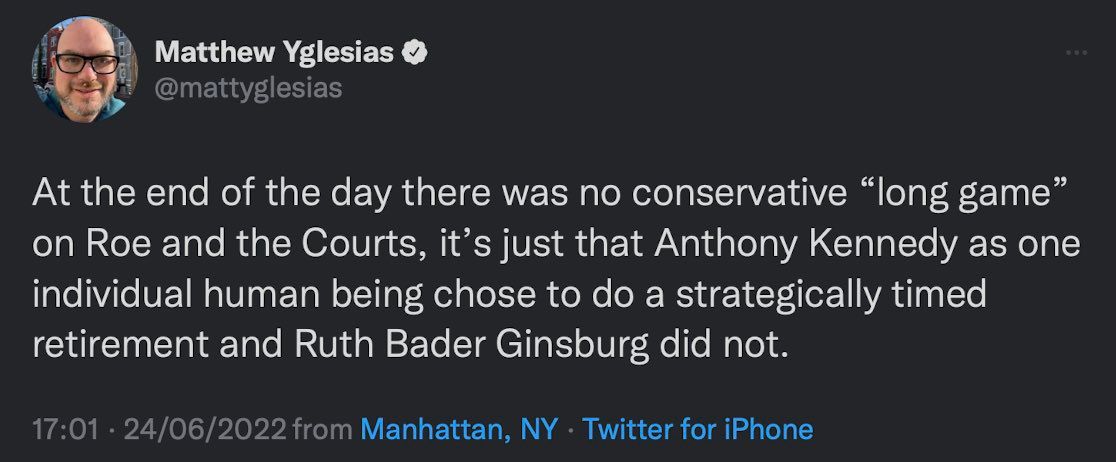 Matthew Yglesias
@mattyglesias
At the end of the day there was no conservative “long game”
on Roe and the Courts, it’s just that Anthony Kennedy as one
individual human being chose to do a strategically timed
retirement and Ruth Bader Ginsburg did not.
17:01 · 24/06/2022 from Manhattan, NY · Twitter for iPhone